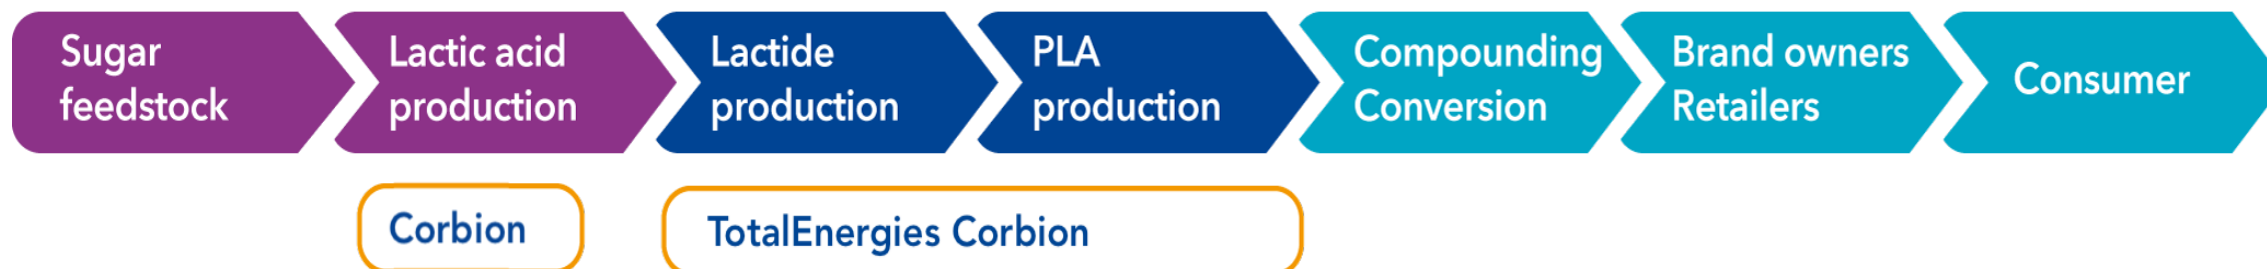 Sugar
feedstock
Lactic acid
production
Lactide
production
PLA
production
Compounding
Conversion
Brand owners
Retailers
Consumer
Corbion
TotalEnergies Corbion